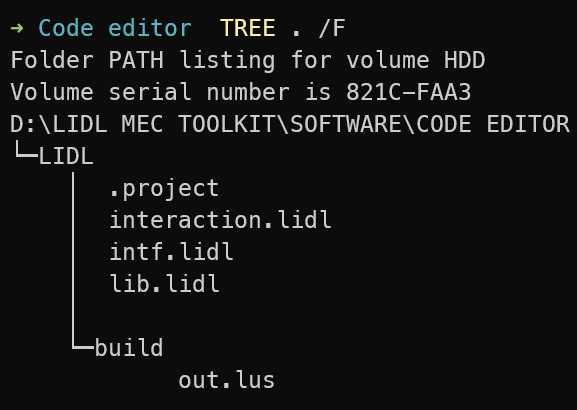 → Code editor  TREE . /F
Folder PATH listing for volume HDD
Volume serial number is 821C-FAA3
D:\LIDL MEC TOOLKIT\SOFTWARE\CODE EDITOR
└─LIDL
    │  .project
    │  interaction.lidl
    │  intf.lidl
    │  lib.lidl
    │
    └─build
            out.lus